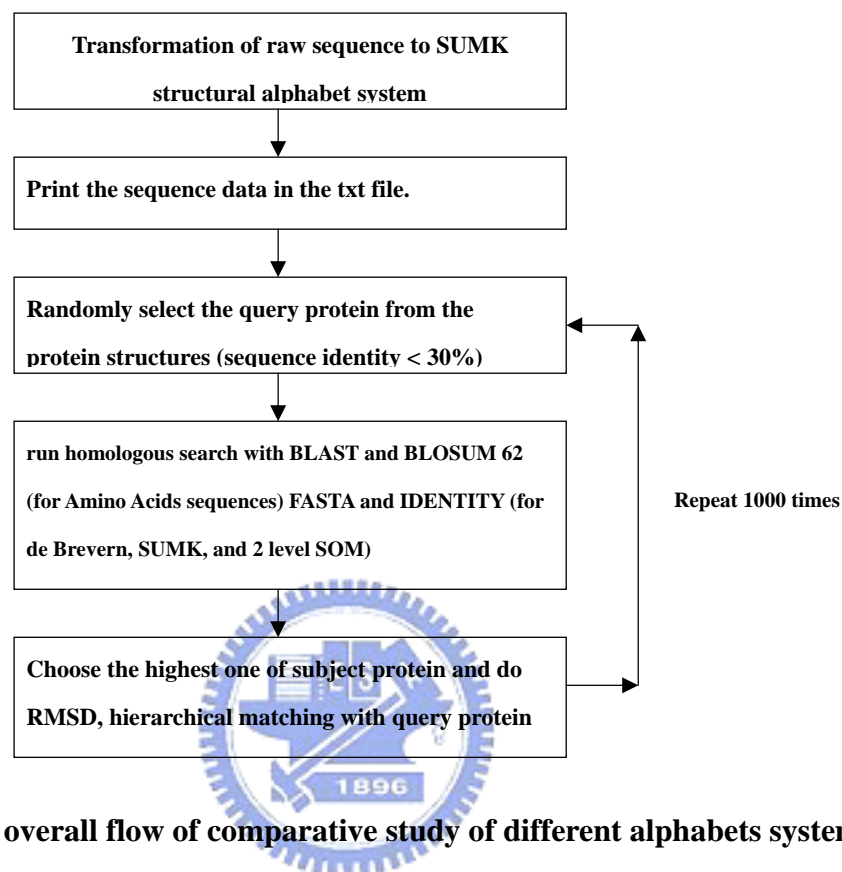 Transformation of raw sequence to SUMK
structural alphabet system
Print the sequence data in the txt file.
Randomly select the query protein from the
protein structures (sequence identity < 30%)
run homologous search with BLAST and BLOSUM 62
(for Amino Acids sequences) FASTA and IDENTITY (for
de Brevern, SUMK, and 2 level SOM)
Repeat 1000 times
Choose the highest one of subject protein and do
RMSD, hierarchical matching with query protein
1896
overall flow of comparative study of different alphabets system